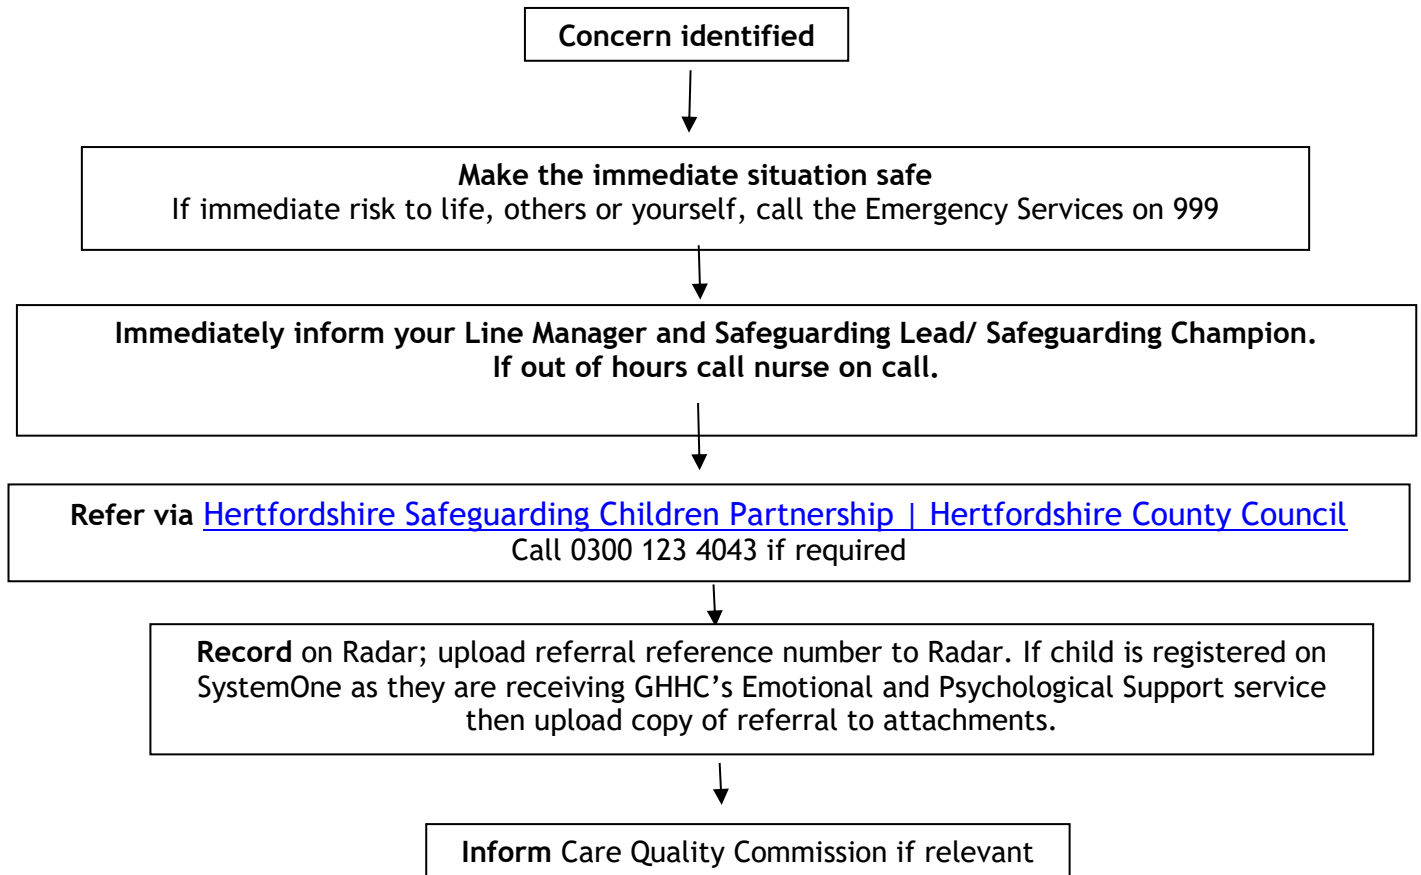 Concern identified
Make the immediate situation safe
If immediate risk to life, others or yourself, call the Emergency Services on 999
Immediately inform your Line Manager and Safeguarding Lead/ Safeguarding Champion.
If out of hours call nurse on call.
Refer via Hertfordshire Safeguarding Children Partnership | Hertfordshire County Council
Call 0300 123 4043 if required
Record on Radar; upload referral reference number to Radar. If child is registered on
SystemOne as they are receiving GHHC’s Emotional and Psychological Support service
then upload copy of referral to attachments.
Inform Care Quality Commission if relevant